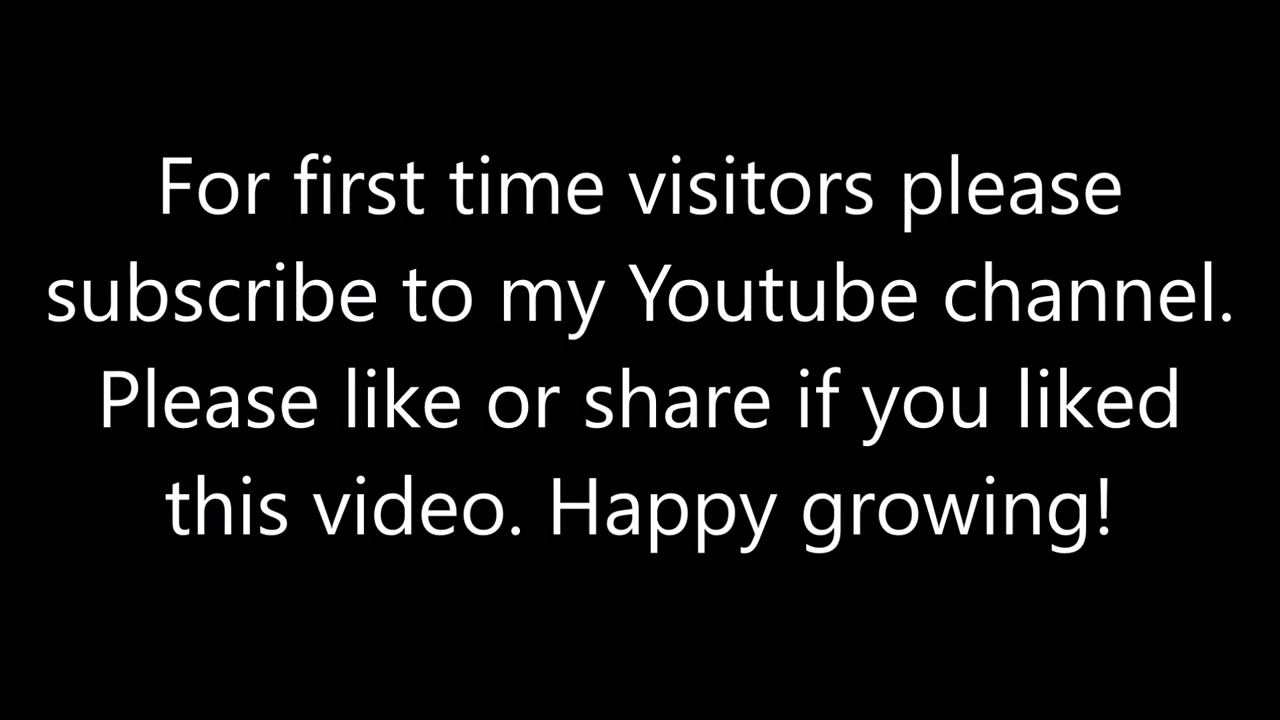 For first time visitors please
subscribe to my Youtube channel.
Please like or share if you liked
this video. Happy growing!